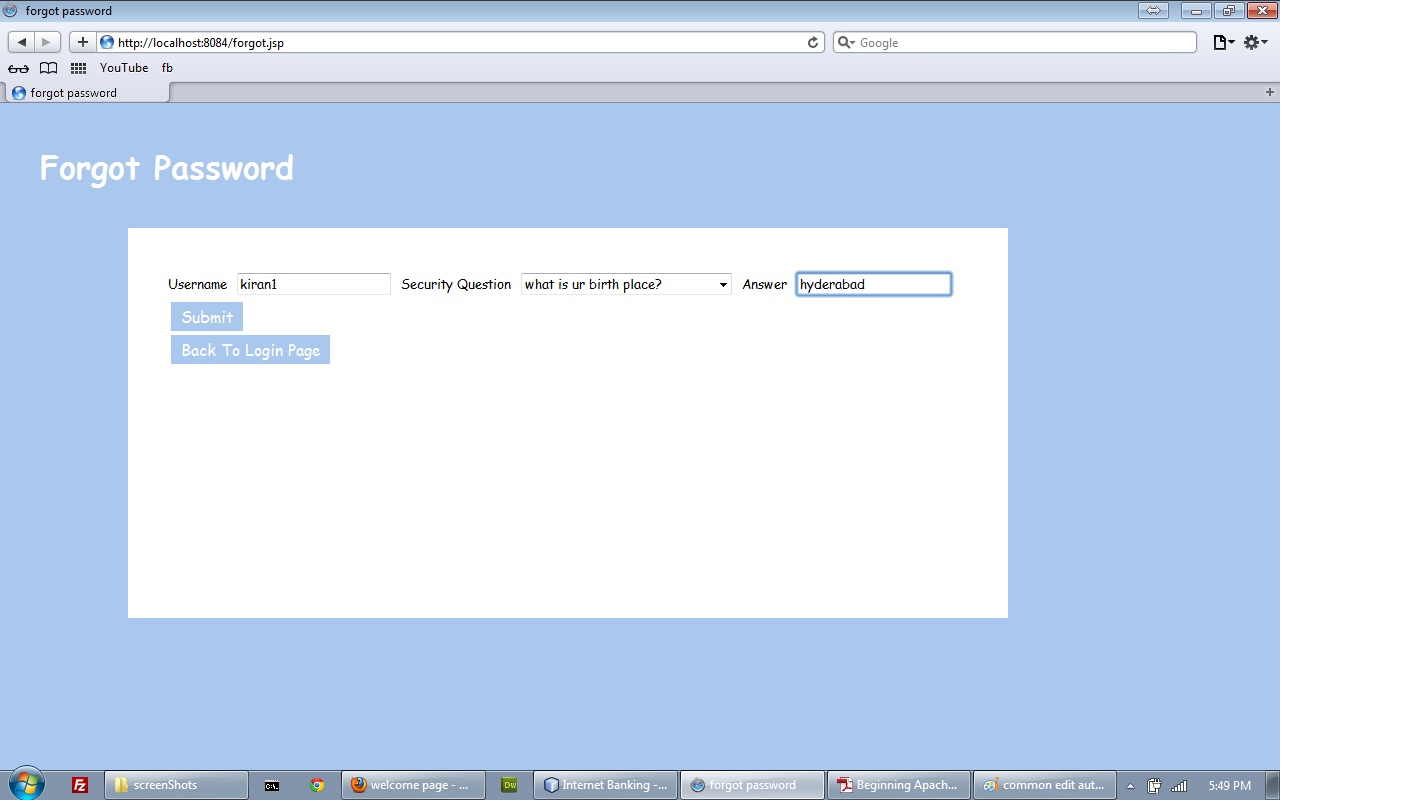 forgot password
http://localhost:8084/forgot.jsp
Google
YouTube fb
forgot password
Forgot Password
Username kiran1 Security Question what is ur birth place? Answer hyderabad
Submit
Back To Login Page
screenShots welcome page - ... Dw Internet Banking -... forgot password Beginning Apach... common edit aut... 5:49 PM